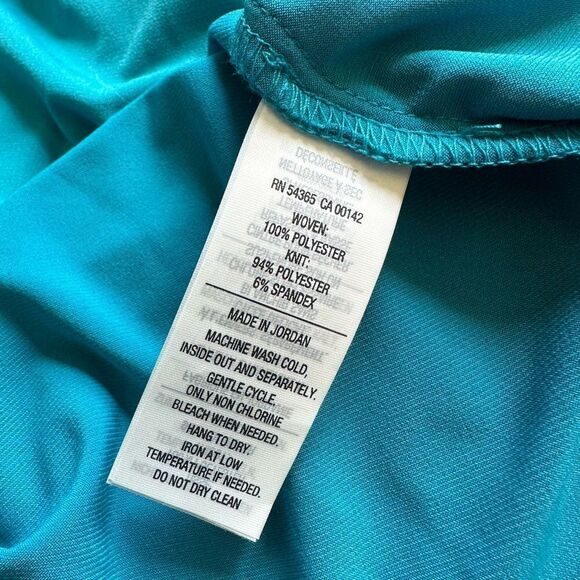 RN 54365 CA 00142
WOVEN:
100% POLYESTER
KNIT:
94% POLYESTER
6% SPANDEX
MADE IN JORDAN
MACHINE WASH COLD,
INSIDE OUT AND SEPARATELY.
GENTLE CYCLE.
ONLY NON CHLORINE
BLEACH WHEN NEEDED.
HANG TO DRY.
IRON AT LOW
TEMPERATURE IF NEEDED.
DO NOT DRY CLEAN